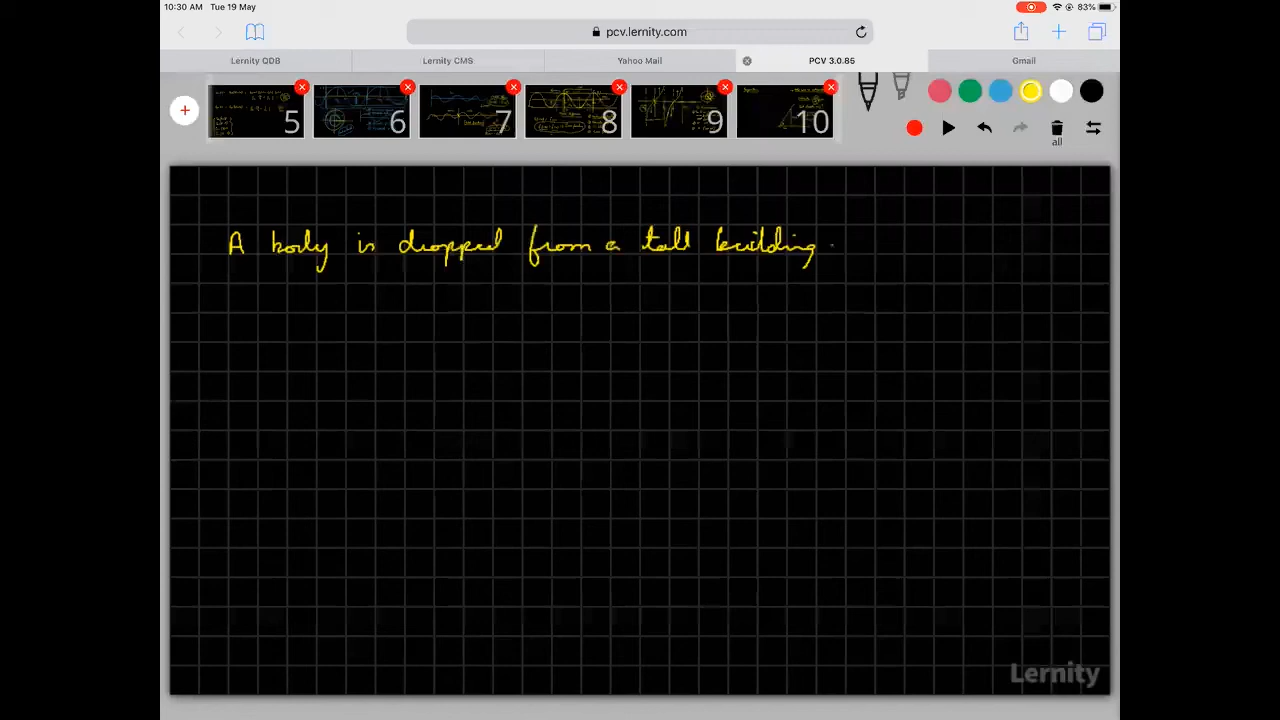 10:30 AM Tue 19 May
83%
pcv.lernity.com
Lernity QDB
Lernity CMS
Yahoo Mail
PCV 3.0.85
Gmail
5
6
7
8
9
10
all
A body is dropped from a tall building.
Lernity